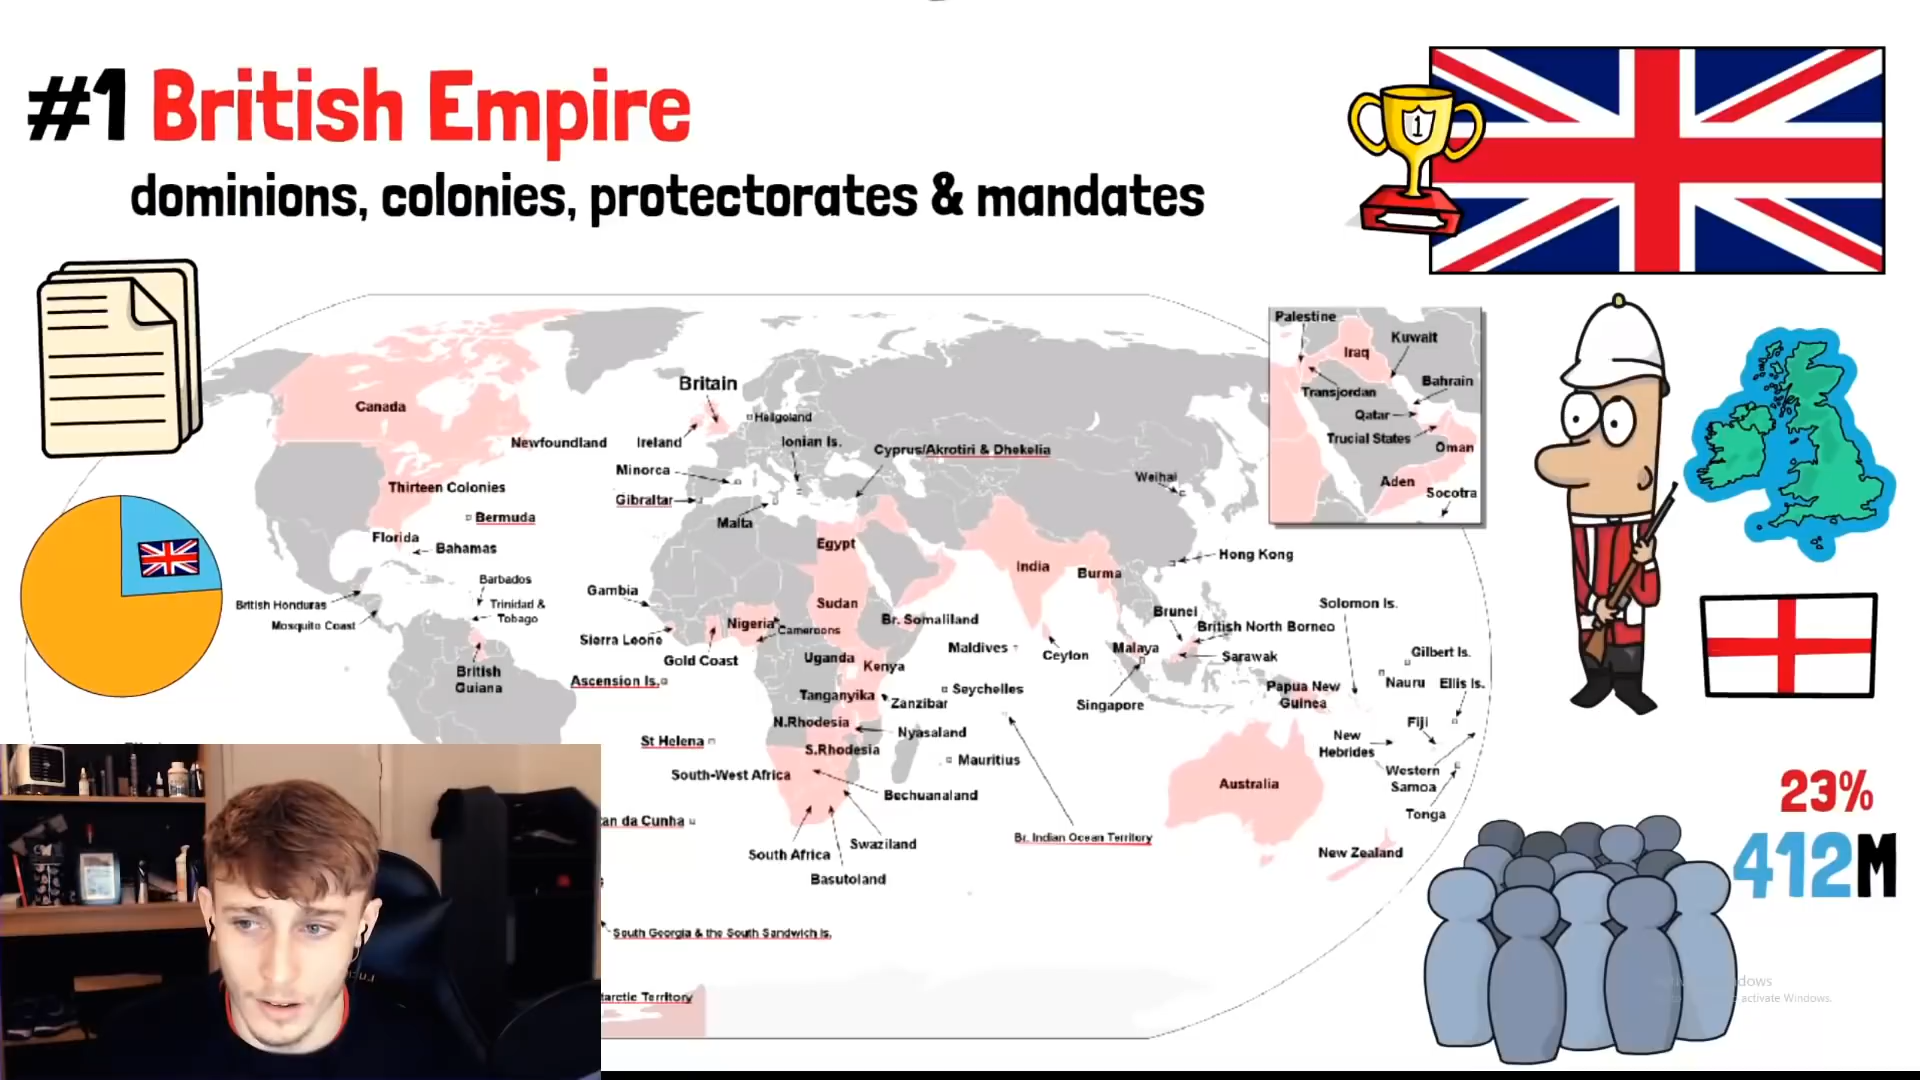 #1 British Empire
dominions, colonies, protectorates & mandates
1
Palestine
Kuwait
Iraq
Bahrain
Transjordan
Qatar
Trucial States
Oman
Aden
Socotra
Britain
Canada
Heligoland
Newfoundland
Ireland
Ionian Is.
Cyprus/Akrotiri & Dhekelia
Minorca
Weihai
Thirteen Colonies
Gibraltar
Bermuda
Malta
Florida
Bahamas
Egypt
Hong Kong
India
Burma
Barbados
Gambia
British Honduras
Trinidad &
Tobago
Mosquito Coast
Sudan
Solomon Is.
Brunei
Nigeria
Cameroons
Br. Somaliland
British North Borneo
Sierra Leone
Gold Coast
Uganda
Kenya
Maldives
Ceylon
Malaya
Sarawak
Gilbert Is.
British
Guiana
Ascension Is.
Tanganyika
Zanzibar
Seychelles
Singapore
Papua New
Guinea
Nauru
Ellis Is.
N.Rhodesia
Nyasaland
Fiji
St Helena
S.Rhodesia
New
Hebrides
South-West Africa
Mauritius
Western
Samoa
Bechuanaland
Australia
Tonga
23%
an da Cunha
Swaziland
Br. Indian Ocean Territory
South Africa
New Zealand
412M
Basutoland
South Georgia & the South Sandwich Is.
tarctic Territory
activate Windows.